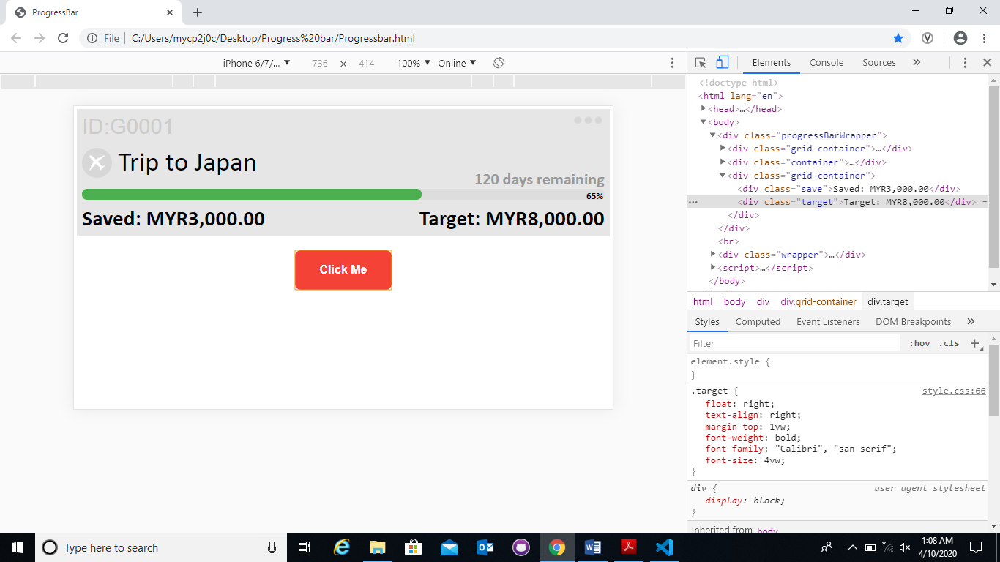 ProgressBar
File
C:/Users/mycp2j0c/Desktop/Progress%20bar/Progressbar.html
iPhone 6/7/... ▼ 736 × 414 100% ▼ Online ▼
ID:G0001
Trip to Japan
120 days remaining
65%
Saved: MYR3,000.00 Target: MYR8,000.00
Click Me
Elements Console Sources »
<!doctype html>
<html lang="en">
<head>…</head>
<body>
<div class="progressBarWrapper">
<div class="grid-container">…</div>
<div class="container">…</div>
<div class="grid-container">
<div class="save">Saved: MYR3,000.00</div>
<div class="target">Target: MYR8,000.00</div> =
</div>
</div>
<br>
<div class="wrapper">…</div>
<script>…</script>
</body>
html body div div.grid-container div.target
Styles Computed Event Listeners DOM Breakpoints »
Filter :hov .cls +
element.style {
}
.target { style.css:66
float: right;
text-align: right;
margin-top: 1vw;
font-weight: bold;
font-family: "Calibri", "san-serif";
font-size: 4vw;
}
div { user agent stylesheet
display: block;
}
Inherited from body
Type here to search
1:08 AM
4/10/2020